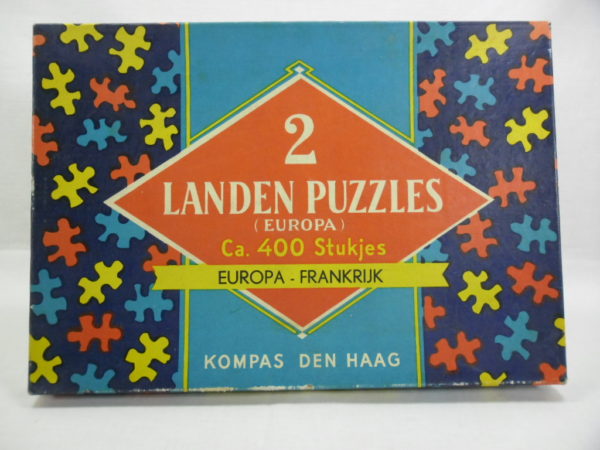 2
LANDEN PUZZLES
(EUROPA)
Ca. 400 Stukjes
EUROPA - FRANKRIJK
KOMPAS DEN HAAG